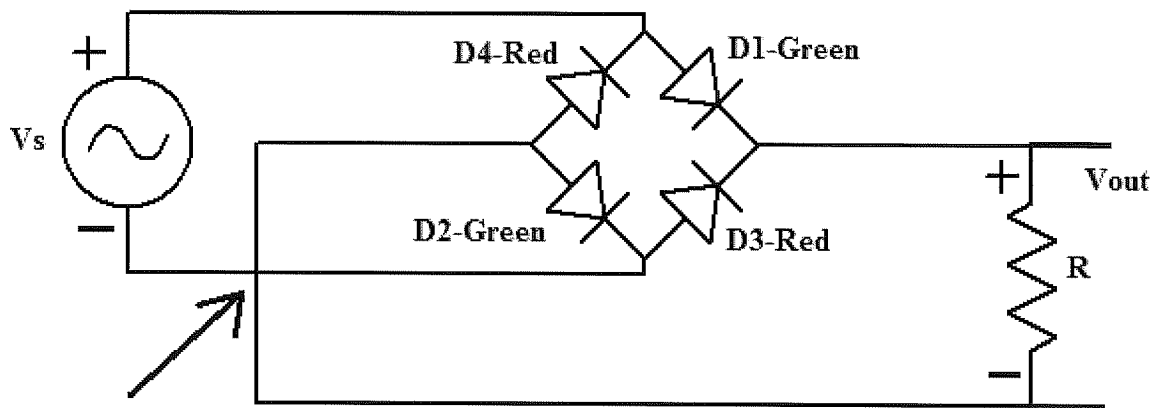 D4-Red
D1-Green
+
Vs
−
D2-Green
D3-Red
+
Vout
R
−